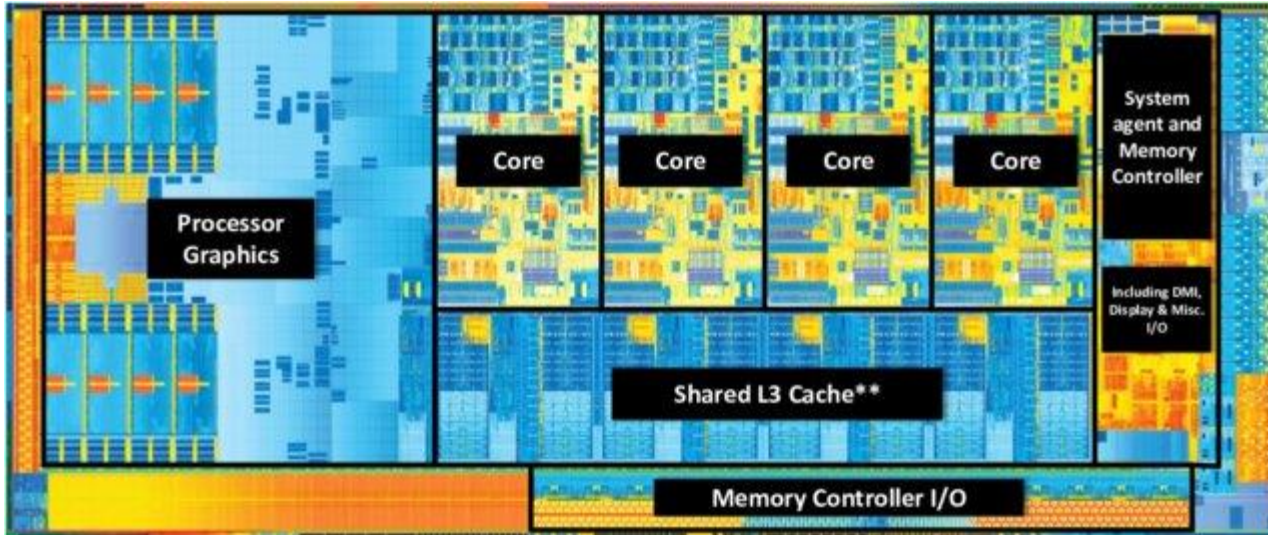 Processor
Graphics
Core
Core
Core
Core
System
agent and
Memory
Controller
Including DMI,
Display & Misc.
I/O
Shared L3 Cache**
Memory Controller I/O